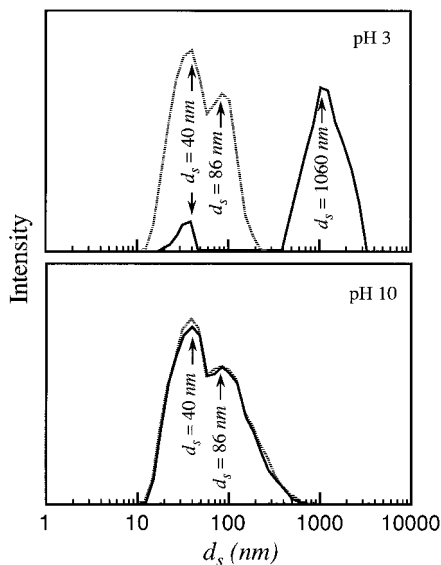 pH 3
d_s = 40 nm
d_s = 86 nm
d_s = 1060 nm
Intensity
pH 10
d_s = 40 nm
d_s = 86 nm
1 10 100 1000 10000
d_s (nm)